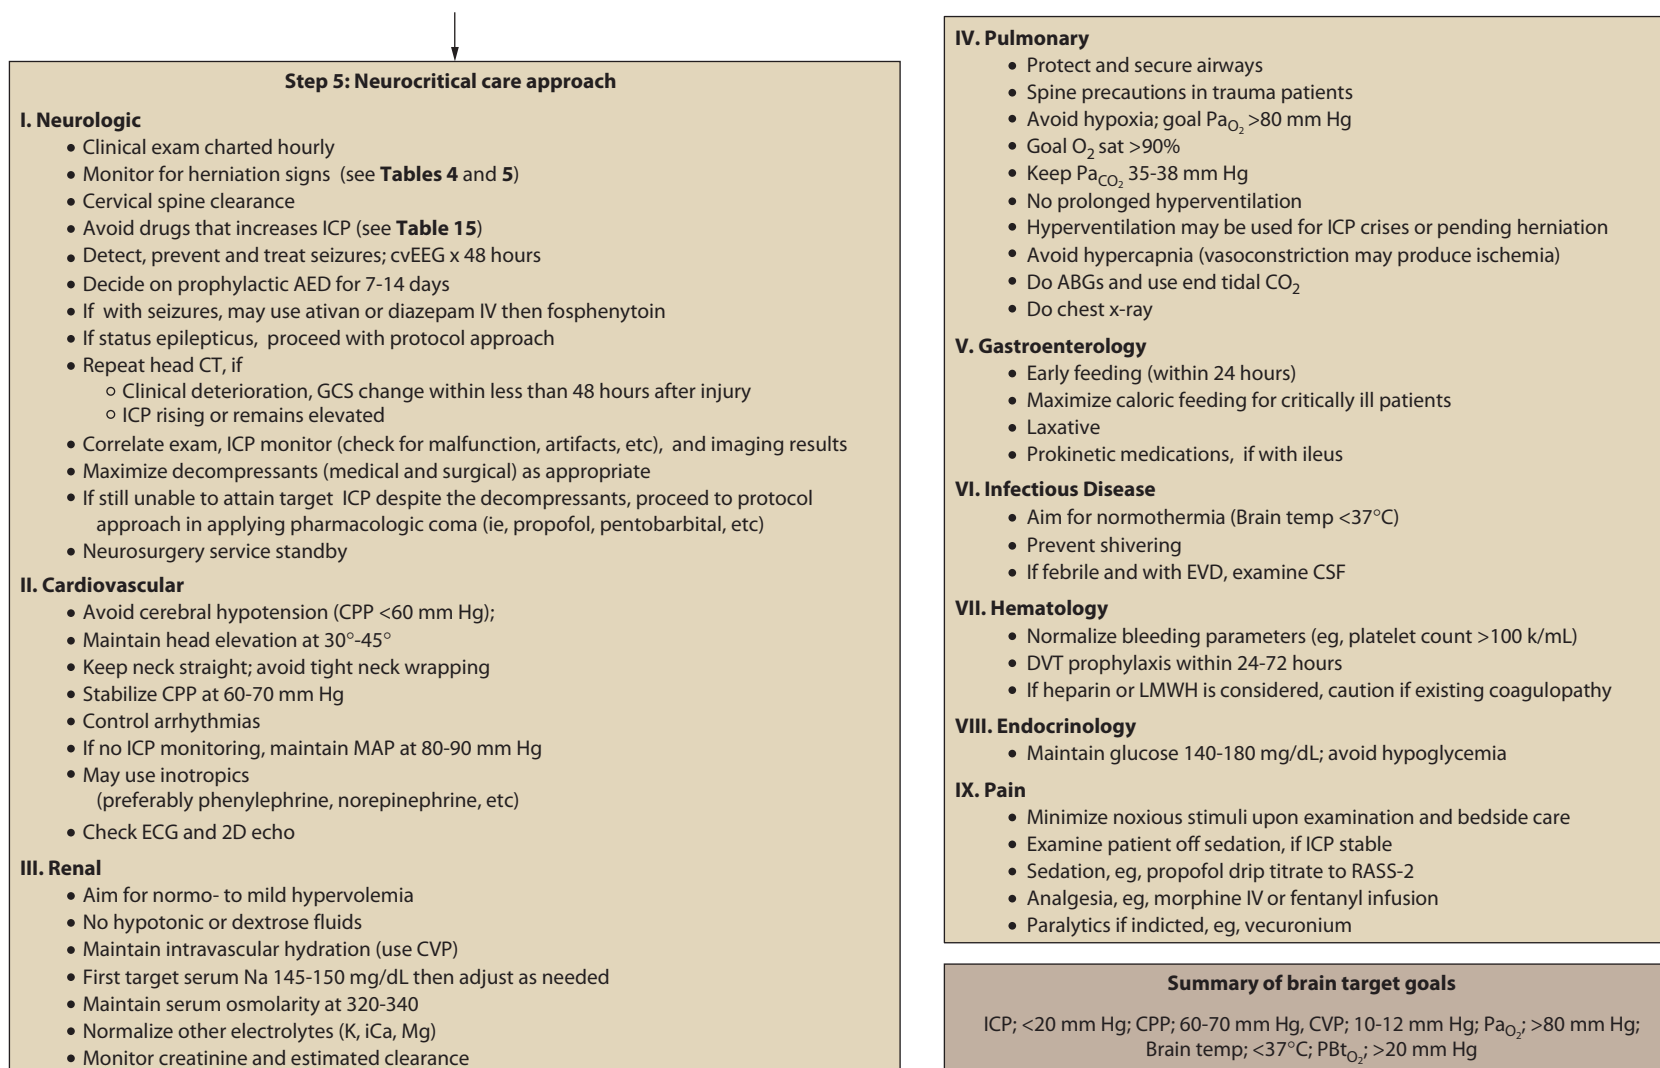 Step 5: Neurocritical care approach
I. Neurologic
• Clinical exam charted hourly
• Monitor for herniation signs (see Tables 4 and 5)
• Cervical spine clearance
• Avoid drugs that increases ICP (see Table 15)
• Detect, prevent and treat seizures; cvEEG x 48 hours
• Decide on prophylactic AED for 7-14 days
• If with seizures, may use ativan or diazepam IV then fosphenytoin
• If status epilepticus, proceed with protocol approach
• Repeat head CT, if
○ Clinical deterioration, GCS change within less than 48 hours after injury
○ ICP rising or remains elevated
• Correlate exam, ICP monitor (check for malfunction, artifacts, etc), and imaging results
• Maximize decompressants (medical and surgical) as appropriate
• If still unable to attain target ICP despite the decompressants, proceed to protocol
approach in applying pharmacologic coma (ie, propofol, pentobarbital, etc)
• Neurosurgery service standby
II. Cardiovascular
• Avoid cerebral hypotension (CPP <60 mm Hg);
• Maintain head elevation at 30°-45°
• Keep neck straight; avoid tight neck wrapping
• Stabilize CPP at 60-70 mm Hg
• Control arrhythmias
• If no ICP monitoring, maintain MAP at 80-90 mm Hg
• May use inotropics
(preferably phenylephrine, norepinephrine, etc)
• Check ECG and 2D echo
III. Renal
• Aim for normo- to mild hypervolemia
• No hypotonic or dextrose fluids
• Maintain intravascular hydration (use CVP)
• First target serum Na 145-150 mg/dL then adjust as needed
• Maintain serum osmolarity at 320-340
• Normalize other electrolytes (K, iCa, Mg)
• Monitor creatinine and estimated clearance
IV. Pulmonary
• Protect and secure airways
• Spine precautions in trauma patients
• Avoid hypoxia; goal PaO2 >80 mm Hg
• Goal O2 sat >90%
• Keep PaCO2 35-38 mm Hg
• No prolonged hyperventilation
• Hyperventilation may be used for ICP crises or pending herniation
• Avoid hypercapnia (vasoconstriction may produce ischemia)
• Do ABGs and use end tidal CO2
• Do chest x-ray
V. Gastroenterology
• Early feeding (within 24 hours)
• Maximize caloric feeding for critically ill patients
• Laxative
• Prokinetic medications, if with ileus
VI. Infectious Disease
• Aim for normothermia (Brain temp <37°C)
• Prevent shivering
• If febrile and with EVD, examine CSF
VII. Hematology
• Normalize bleeding parameters (eg, platelet count >100 k/mL)
• DVT prophylaxis within 24-72 hours
• If heparin or LMWH is considered, caution if existing coagulopathy
VIII. Endocrinology
• Maintain glucose 140-180 mg/dL; avoid hypoglycemia
IX. Pain
• Minimize noxious stimuli upon examination and bedside care
• Examine patient off sedation, if ICP stable
• Sedation, eg, propofol drip titrate to RASS-2
• Analgesia, eg, morphine IV or fentanyl infusion
• Paralytics if indicted, eg, vecuronium
Summary of brain target goals
ICP; <20 mm Hg; CPP; 60-70 mm Hg, CVP; 10-12 mm Hg; PaO2; >80 mm Hg;
Brain temp; <37°C; PBtO2; >20 mm Hg